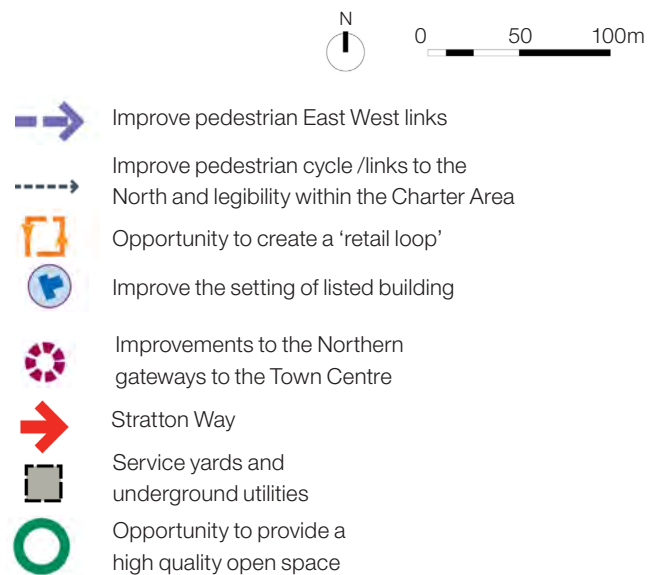 N
0 50 100m
Improve pedestrian East West links
Improve pedestrian cycle /links to the
North and legibility within the Charter Area
Opportunity to create a ‘retail loop’
Improve the setting of listed building
Improvements to the Northern
gateways to the Town Centre
Stratton Way
Service yards and
underground utilities
Opportunity to provide a
high quality open space